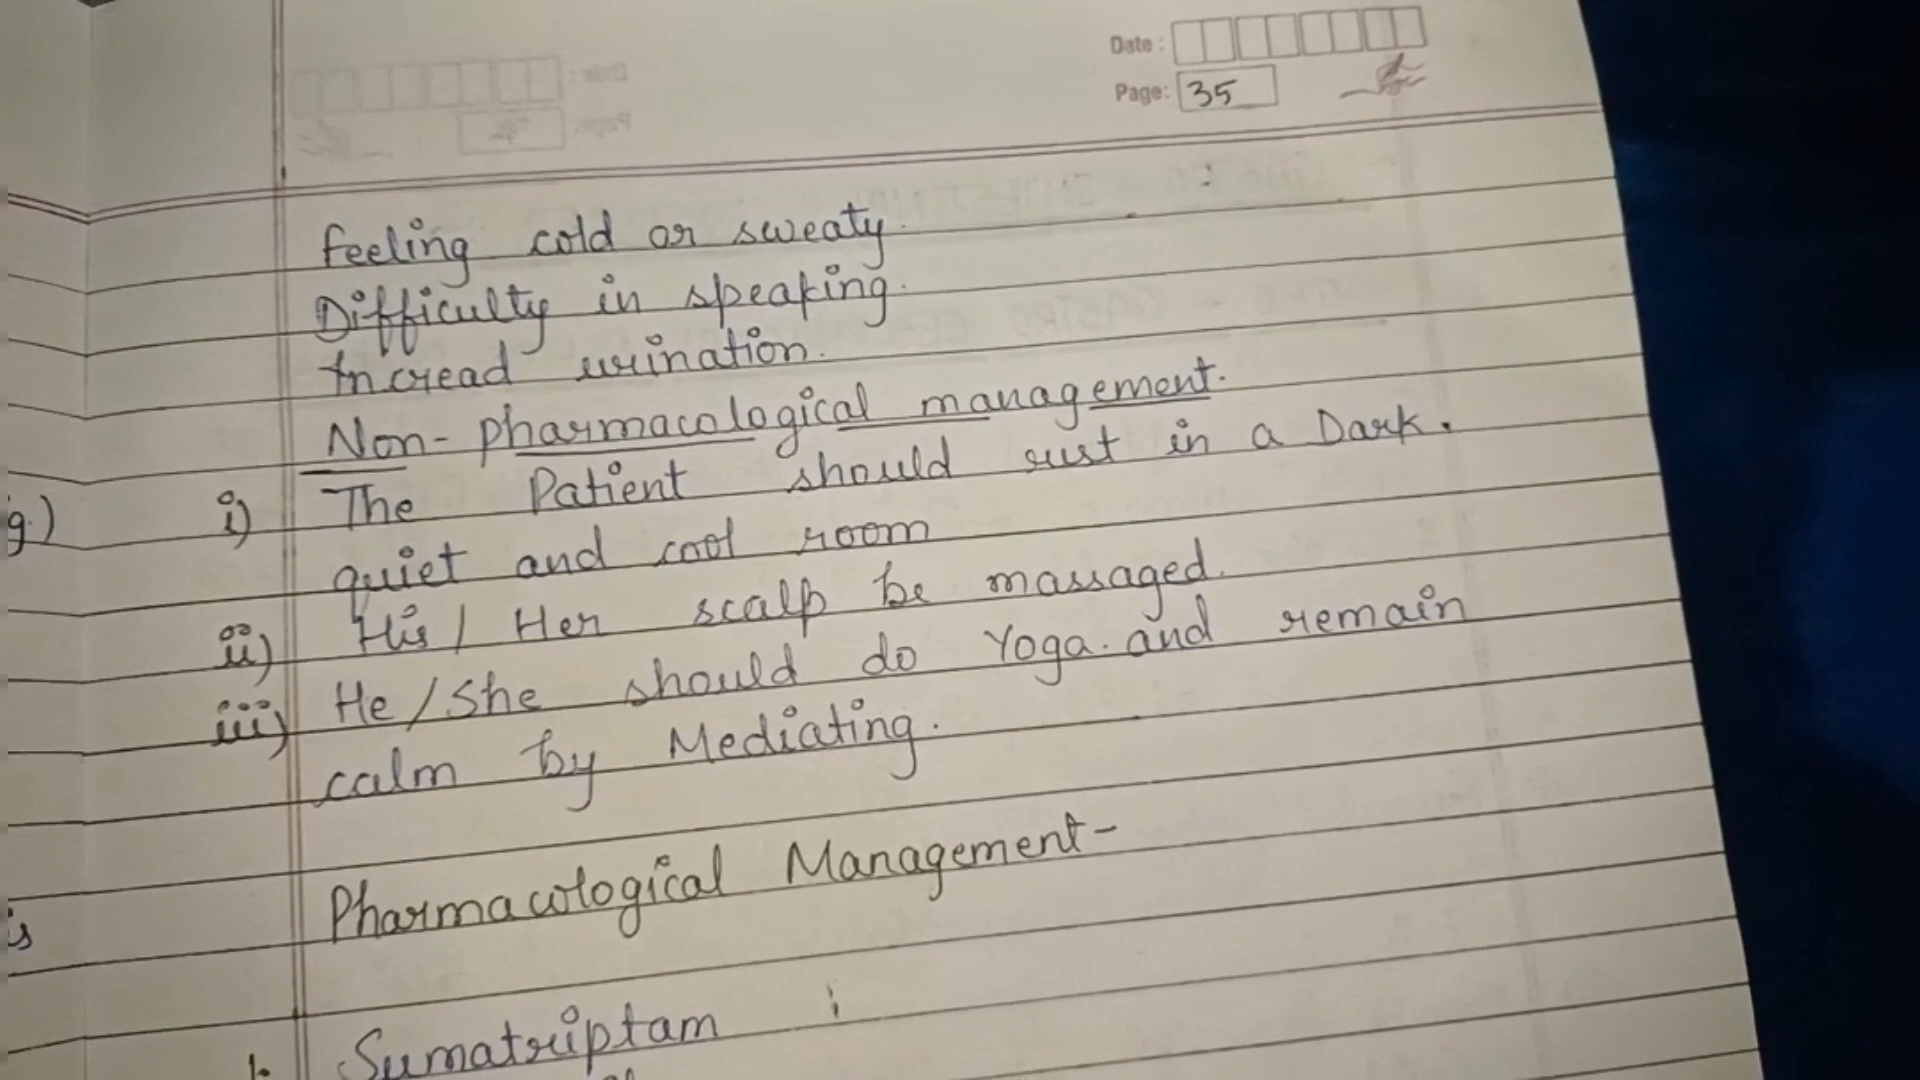 Date :
Page: 35
feeling cold or sweaty.
Difficulty in speaking.
Incread urination.
Non- pharmacological management.
i) The Patient should rest in a Dark.
quiet and cool room
ii) His / Her scalp be massaged.
iii) He/She should do Yoga. and remain
calm by Mediating.
Pharmacological Management-
1. Sumatriptam :
g.)
is